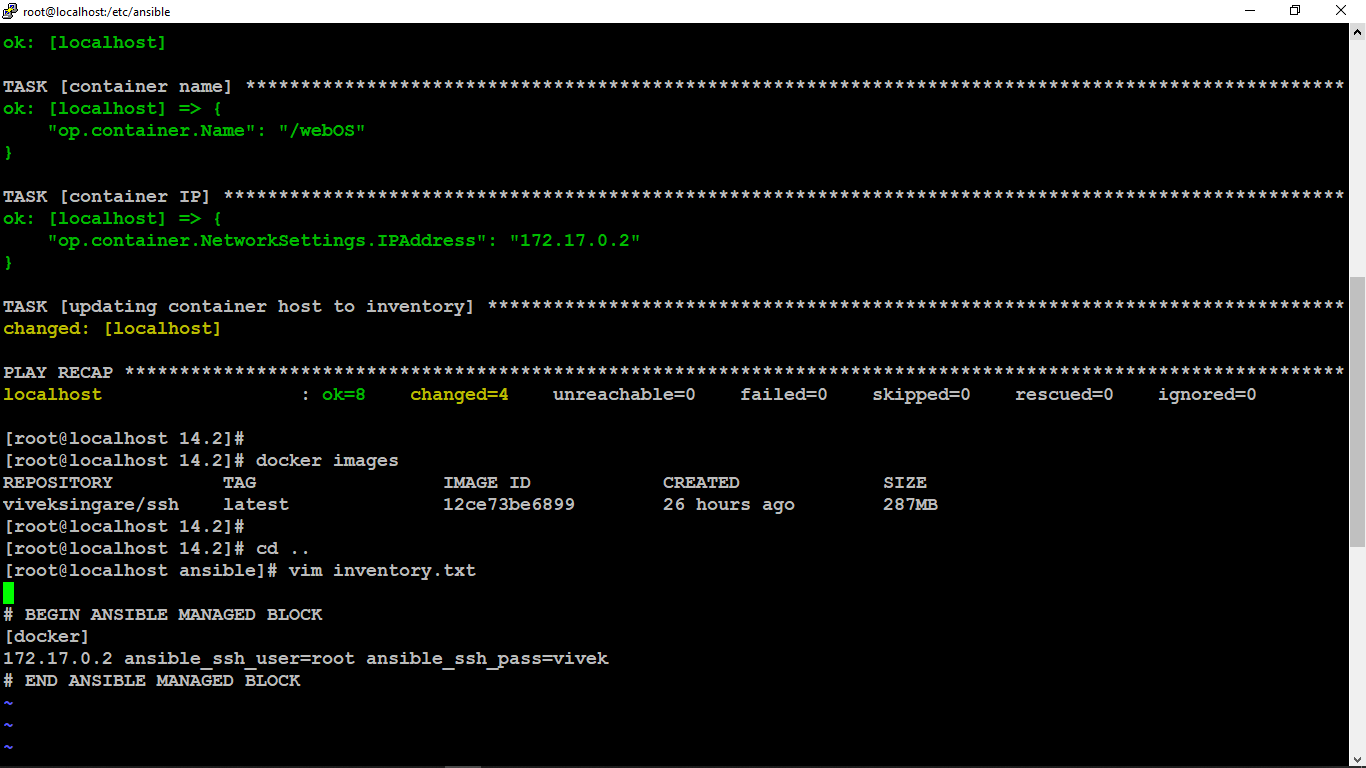 root@localhost:/etc/ansible
ok: [localhost]
TASK [container name] ****************************************************************************************************
ok: [localhost] => {
    "op.container.Name": "/webOS"
}
TASK [container IP] ******************************************************************************************************
ok: [localhost] => {
    "op.container.NetworkSettings.IPAddress": "172.17.0.2"
}
TASK [updating container host to inventory] ******************************************************************************
changed: [localhost]
PLAY RECAP ***************************************************************************************************************
localhost                  : ok=8    changed=4    unreachable=0    failed=0    skipped=0    rescued=0    ignored=0
[root@localhost 14.2]#
[root@localhost 14.2]# docker images
REPOSITORY          TAG                 IMAGE ID            CREATED             SIZE
viveksingare/ssh    latest              12ce73be6899        26 hours ago        287MB
[root@localhost 14.2]#
[root@localhost 14.2]# cd ..
[root@localhost ansible]# vim inventory.txt
# BEGIN ANSIBLE MANAGED BLOCK
[docker]
172.17.0.2 ansible_ssh_user=root ansible_ssh_pass=vivek
# END ANSIBLE MANAGED BLOCK
~
~
~